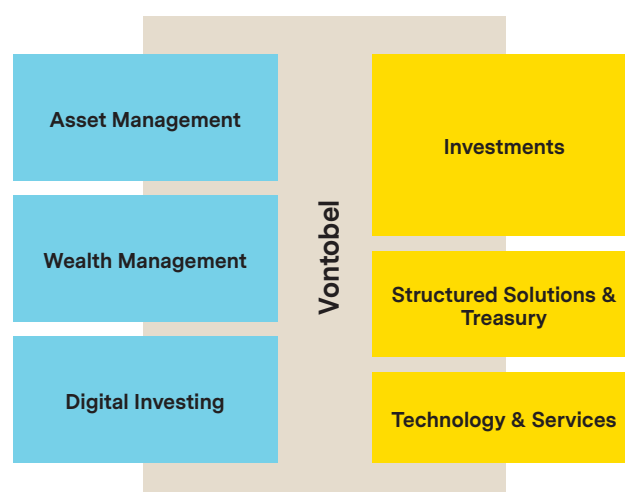 Asset Management
Wealth Management
Digital Investing
Vontobel
Investments
Structured Solutions &
Treasury
Technology & Services